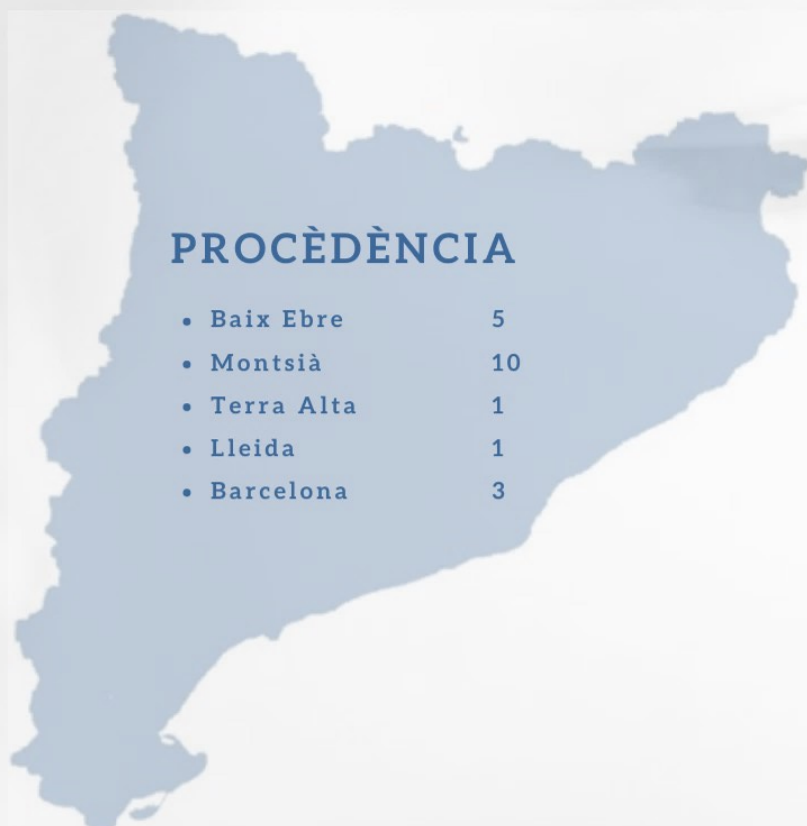 PROCÈDÈNCIA
• Baix Ebre 5
• Montsià 10
• Terra Alta 1
• Lleida 1
• Barcelona 3